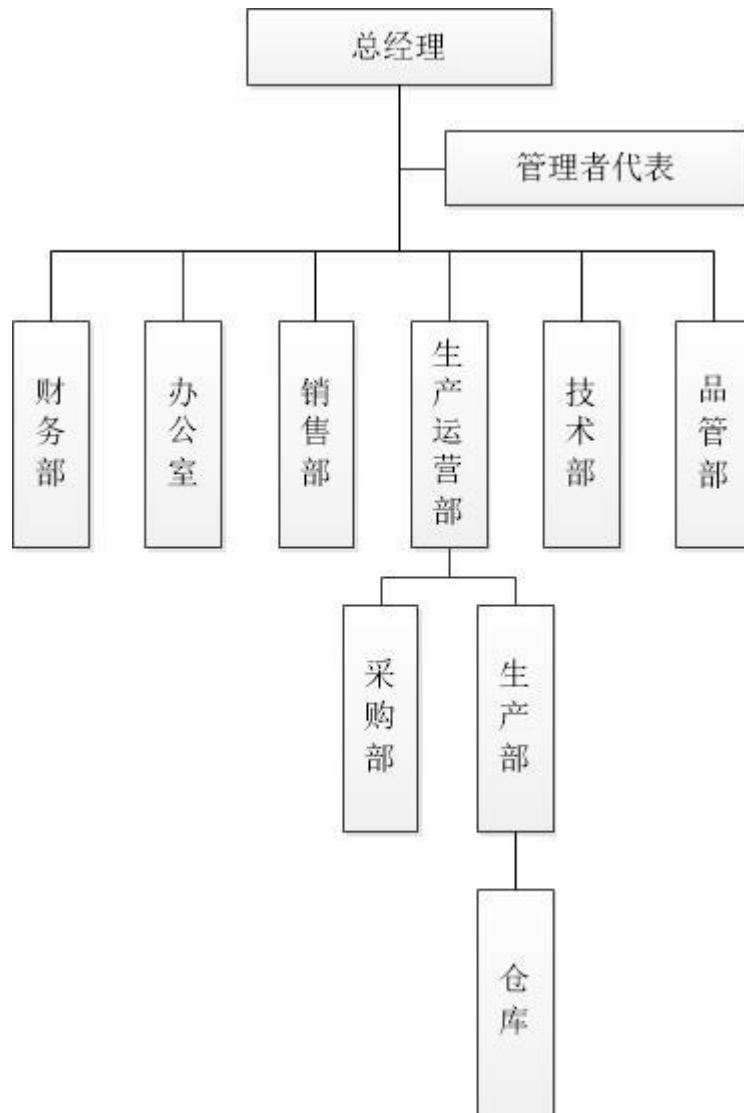 总经理
管理者代表
财务部
办公室
销售部
生产运营部
技术部
品管部
采购部
生产部
仓库